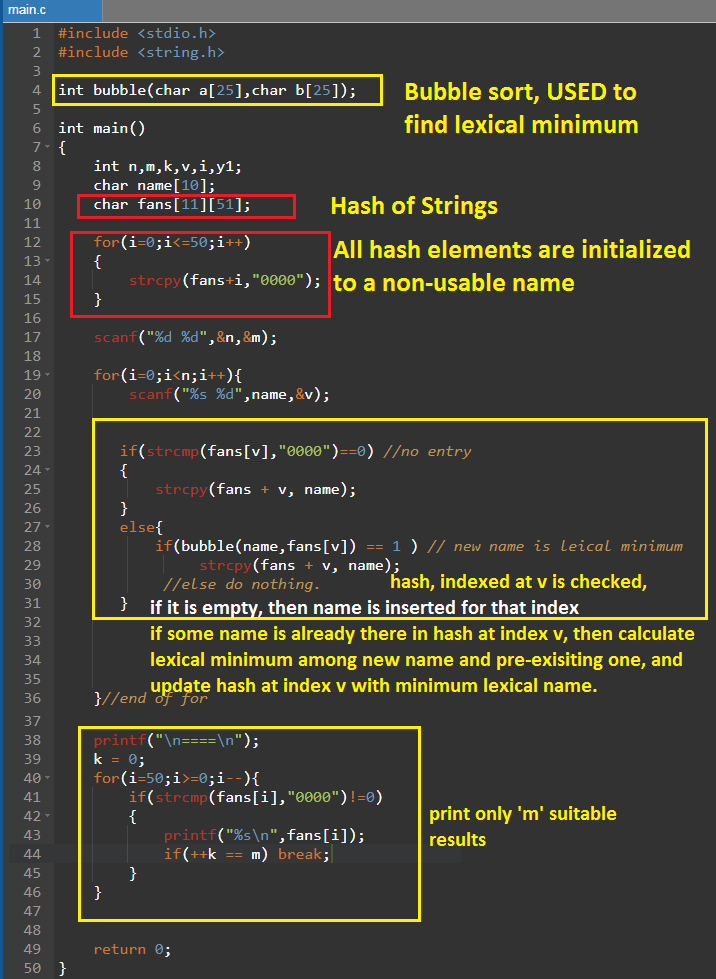 main.c
1 #include <stdio.h>
2 #include <string.h>
3
4 int bubble(char a[25],char b[25]);
Bubble sort, USED to
find lexical minimum
5
6 int main()
7 {
8 int n,m,k,v,i,y1;
9 char name[10];
10 char fans[11][51];
Hash of Strings
11
12 for(i=0;i<=50;i++)
13 {
14 strcpy(fans+i,"0000");
15 }
All hash elements are initialized
to a non-usable name
16
17 scanf("%d %d",&n,&m);
18
19 for(i=0;i<n;i++){
20 scanf("%s %d",name,&v);
21
22
23 if(strcmp(fans[v],"0000")==0) //no entry
24 {
25 strcpy(fans + v, name);
26 }
27 else{
28 if(bubble(name,fans[v]) == 1 ) // new name is leical minimum
29 strcpy(fans + v, name);
30 //else do nothing.
31 }
hash, indexed at v is checked,
if it is empty, then name is inserted for that index
if some name is already there in hash at index v, then calculate
lexical minimum among new name and pre-exisiting one, and
update hash at index v with minimum lexical name.
32
33
34
35
36 }//end of for
37
38 printf("\n====\n");
39 k = 0;
40 for(i=50;i>=0;i--){
41 if(strcmp(fans[i],"0000")!=0)
42 {
43 printf("%s\n",fans[i]);
44 if(++k == m) break;
45 }
46 }
print only 'm' suitable
results
47
48
49 return 0;
50 }